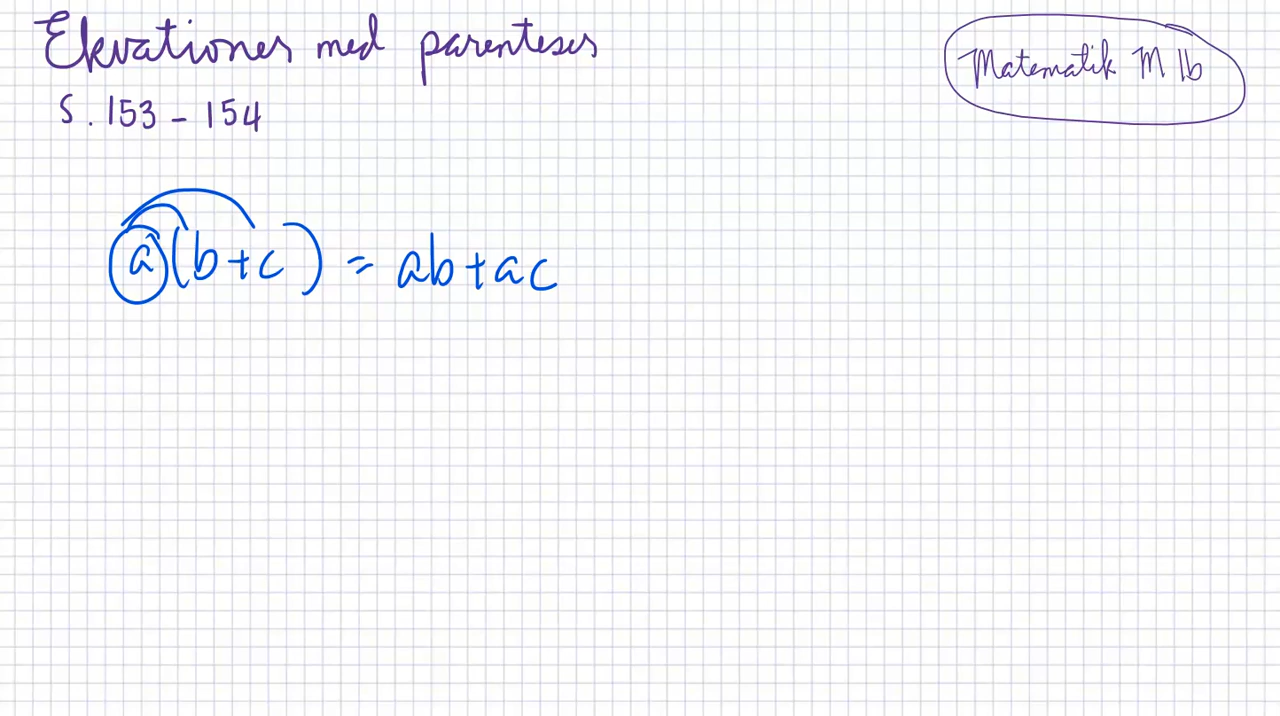 Ekvationer med parenteser
Matematik M 1b
S. 153 - 154
a(b+c) = ab+ac